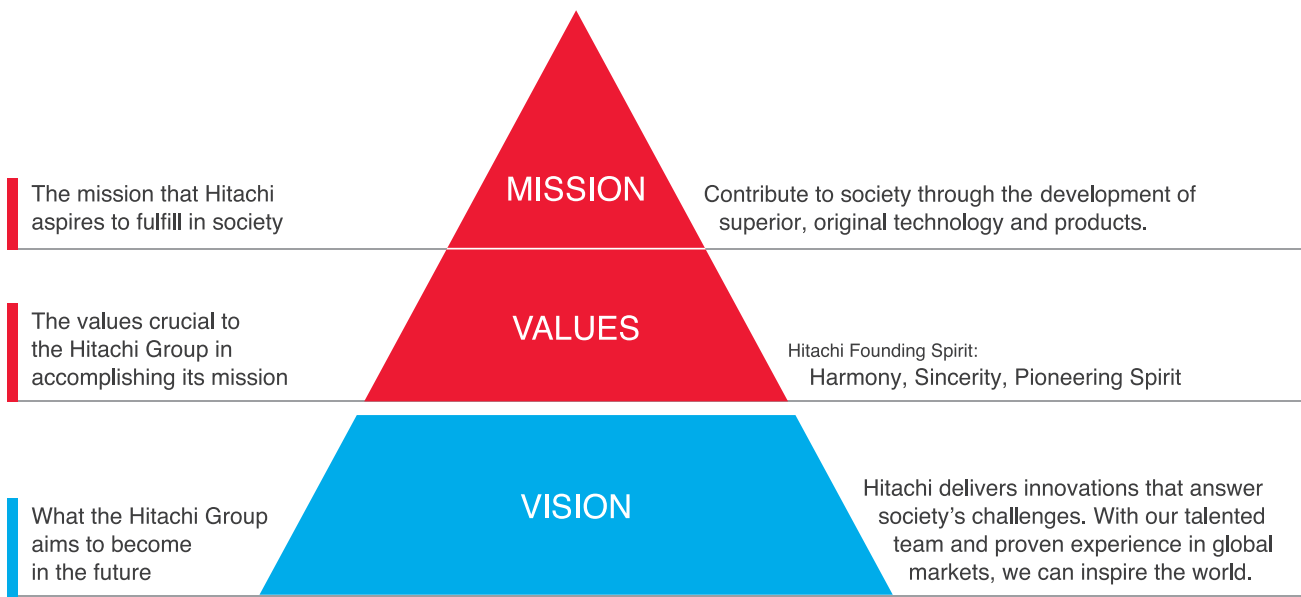 The mission that Hitachi
aspires to fulfill in society
MISSION
Contribute to society through the development of
superior, original technology and products.
The values crucial to
the Hitachi Group in
accomplishing its mission
VALUES
Hitachi Founding Spirit:
Harmony, Sincerity, Pioneering Spirit
What the Hitachi Group
aims to become
in the future
VISION
Hitachi delivers innovations that answer
society's challenges. With our talented
team and proven experience in global
markets, we can inspire the world.